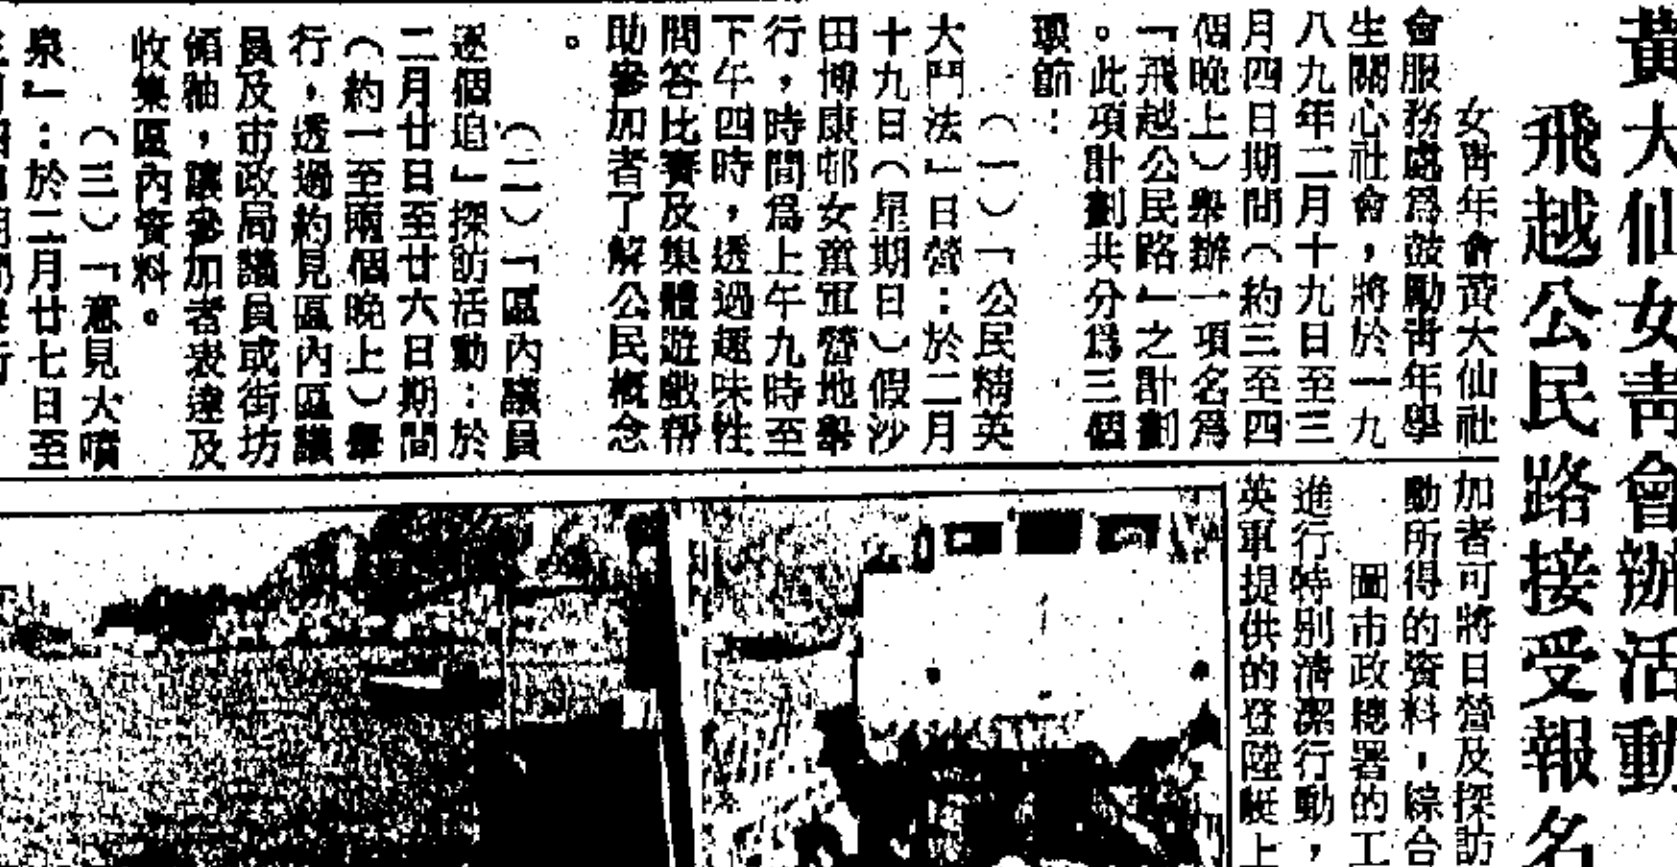 黃大仙女青會辦活動
飛越公民路接受報名
女靑年會黃大仙社
會服務處爲鼓勵靑年學
生關心社會，將於一九
八九年二月十九日至三
月四日期間（約三至四
個晚上）舉辦一項名爲
「飛越公民路」之計劃
。此項計劃共分爲三個
環節：
（一）「公民精英
大鬥法」日營：於二月
十九日（星期日）假沙
田博康邨女童軍營地舉
行，時間爲上午九時至
下午四時，透過趣味性
問答比賽及集體遊戲帮
助參加者了解公民概念
。
（二）「區內議員
逐個追」探訪活動：於
二月廿日至廿六日期間
（約一至兩個晚上）舉
行，透過約見區內區議
員及市政局議員或街坊
領袖，讓參加者表達及
收集區內資料。
（三）「意見大噴
泉」：於二月廿七日至
加者可將日營及探訪
動所得的資料，綜合
圖市政總署的工
進行特別清潔行動，
英軍提供的登陸艇上